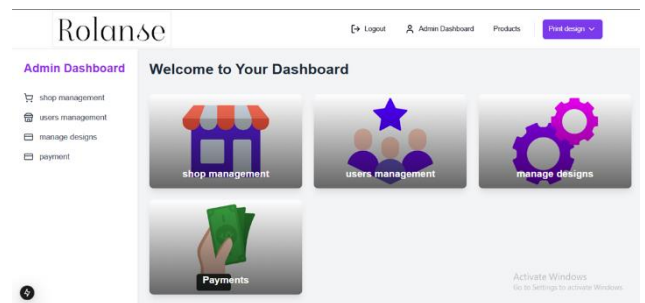 Rolanse
Logout Admin Dashboard Products Print design
Admin Dashboard
shop management
users management
manage designs
payment
Welcome to Your Dashboard
shop management
users management
manage designs
Payments
Activate Windows
Go to Settings to activate Windows.